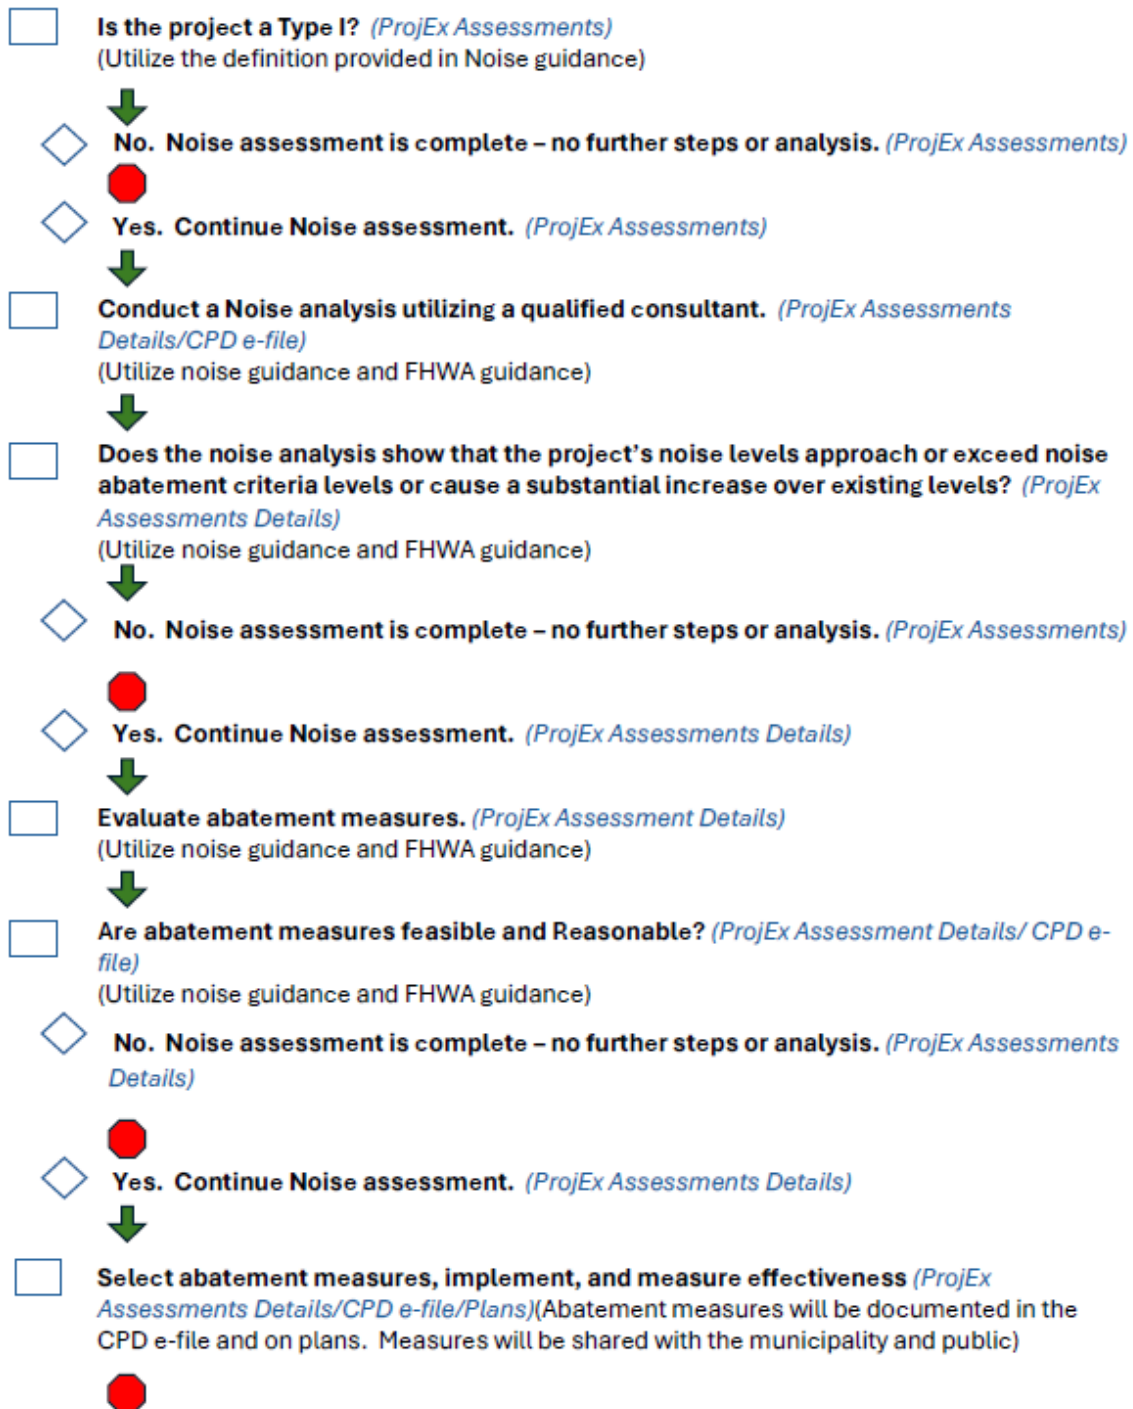 Is the project a Type I? (ProjEx Assessments)
(Utilize the definition provided in Noise guidance)
No. Noise assessment is complete – no further steps or analysis. (ProjEx Assessments)
Yes. Continue Noise assessment. (ProjEx Assessments)
Conduct a Noise analysis utilizing a qualified consultant. (ProjEx Assessments
Details/CPD e-file)
(Utilize noise guidance and FHWA guidance)
Does the noise analysis show that the project's noise levels approach or exceed noise
abatement criteria levels or cause a substantial increase over existing levels? (ProjEx
Assessments Details)
(Utilize noise guidance and FHWA guidance)
No. Noise assessment is complete – no further steps or analysis. (ProjEx Assessments)
Yes. Continue Noise assessment. (ProjEx Assessments Details)
Evaluate abatement measures. (ProjEx Assessment Details)
(Utilize noise guidance and FHWA guidance)
Are abatement measures feasible and Reasonable? (ProjEx Assessment Details/ CPD e-
file)
(Utilize noise guidance and FHWA guidance)
No. Noise assessment is complete – no further steps or analysis. (ProjEx Assessments
Details)
Yes. Continue Noise assessment. (ProjEx Assessments Details)
Select abatement measures, implement, and measure effectiveness (ProjEx
Assessments Details/CPD e-file/Plans)(Abatement measures will be documented in the
CPD e-file and on plans. Measures will be shared with the municipality and public)